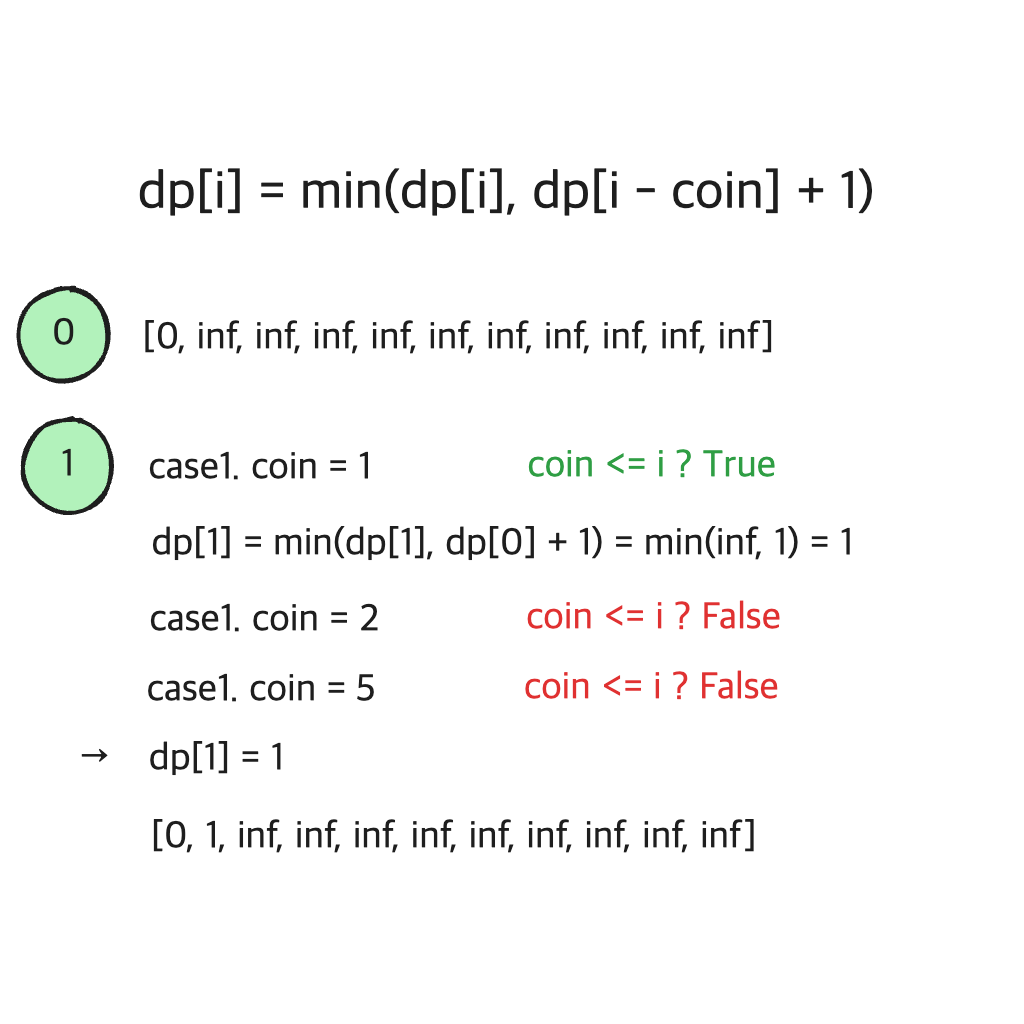 dp[i] = min(dp[i], dp[i - coin] + 1)
0 [0, inf, inf, inf, inf, inf, inf, inf, inf, inf, inf]
1 case1. coin = 1 coin <= i ? True
dp[1] = min(dp[1], dp[0] + 1) = min(inf, 1) = 1
case1. coin = 2 coin <= i ? False
case1. coin = 5 coin <= i ? False
→ dp[1] = 1
[0, 1, inf, inf, inf, inf, inf, inf, inf, inf, inf]